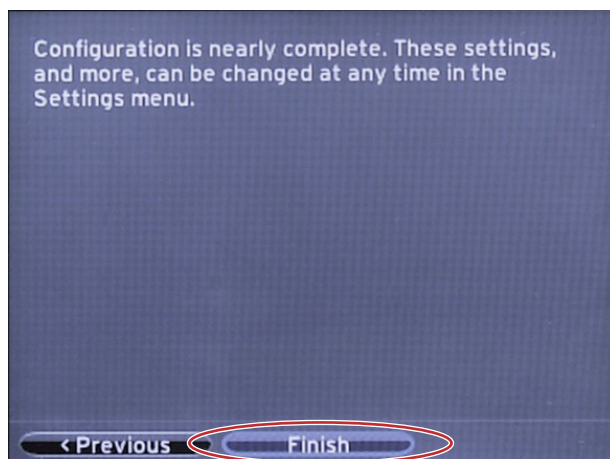 Configuration is nearly complete. These settings,
and more, can be changed at any time in the
Settings menu.
< Previous
Finish